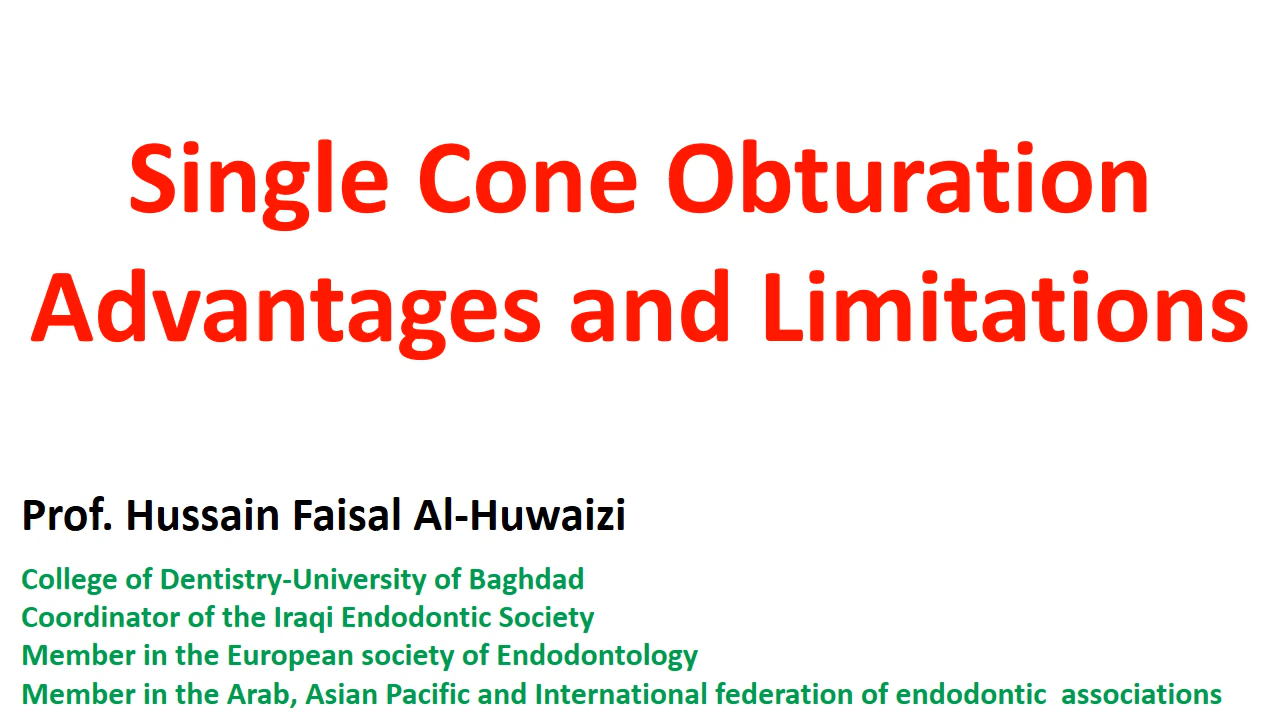 Single Cone Obturation
Advantages and Limitations
Prof. Hussain Faisal Al-Huwaizi
College of Dentistry-University of Baghdad
Coordinator of the Iraqi Endodontic Society
Member in the European society of Endodontology
Member in the Arab, Asian Pacific and International federation of endodontic  associations